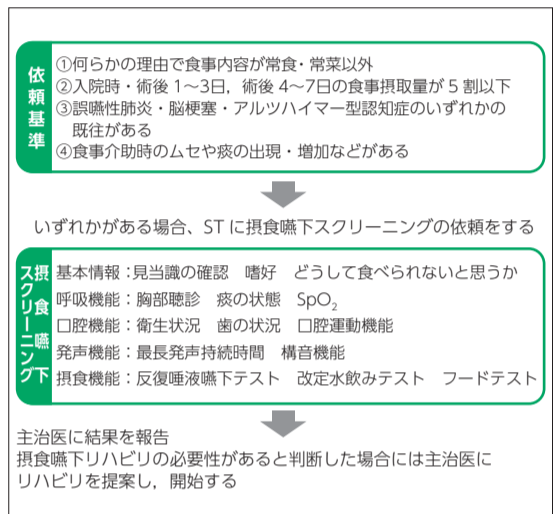 依頼基準
①何らかの理由で食事内容が常食・常菜以外
②入院時・術後1〜3日，術後4〜7日の食事摂取量が5割以下
③誤嚥性肺炎・脳梗塞・アルツハイマー型認知症のいずれかの
既往がある
④食事介助時のムセや痰の出現・増加などがある
いずれかがある場合、STに摂食嚥下スクリーニングの依頼をする
摂食嚥下
スクリーニング
基本情報：見当識の確認　嗜好　どうして食べられないと思うか
呼吸機能：胸部聴診　痰の状態　SpO₂
口腔機能：衛生状況　歯の状況　口腔運動機能
発声機能：最長発声持続時間　構音機能
摂食機能：反復唾液嚥下テスト　改定水飲みテスト　フードテスト
主治医に結果を報告
摂食嚥下リハビリの必要性があると判断した場合には主治医に
リハビリを提案し，開始する